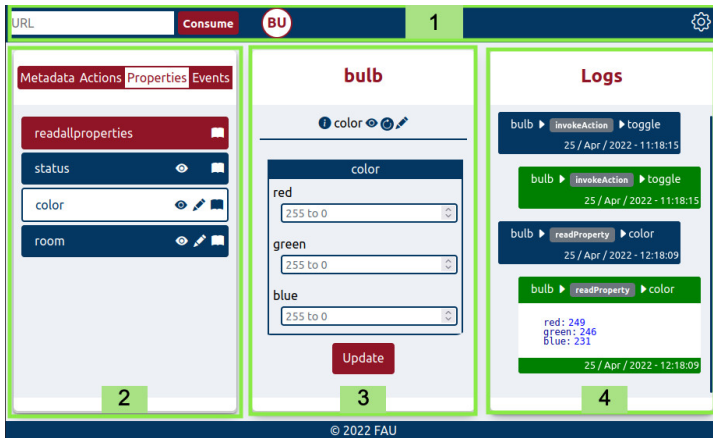 URL Consume BU 1
Metadata Actions Properties Events
readallproperties
status
color
room
2
bulb
color
color
red
255 to 0
green
255 to 0
blue
255 to 0
Update
3
Logs
bulb invokeAction toggle
25 / Apr / 2022 - 11:18:15
bulb invokeAction toggle
25 / Apr / 2022 - 11:18:15
bulb readProperty color
25 / Apr / 2022 - 12:18:09
bulb readProperty color
red: 249
green: 246
blue: 231
25 / Apr / 2022 - 12:18:09
4
© 2022 FAU